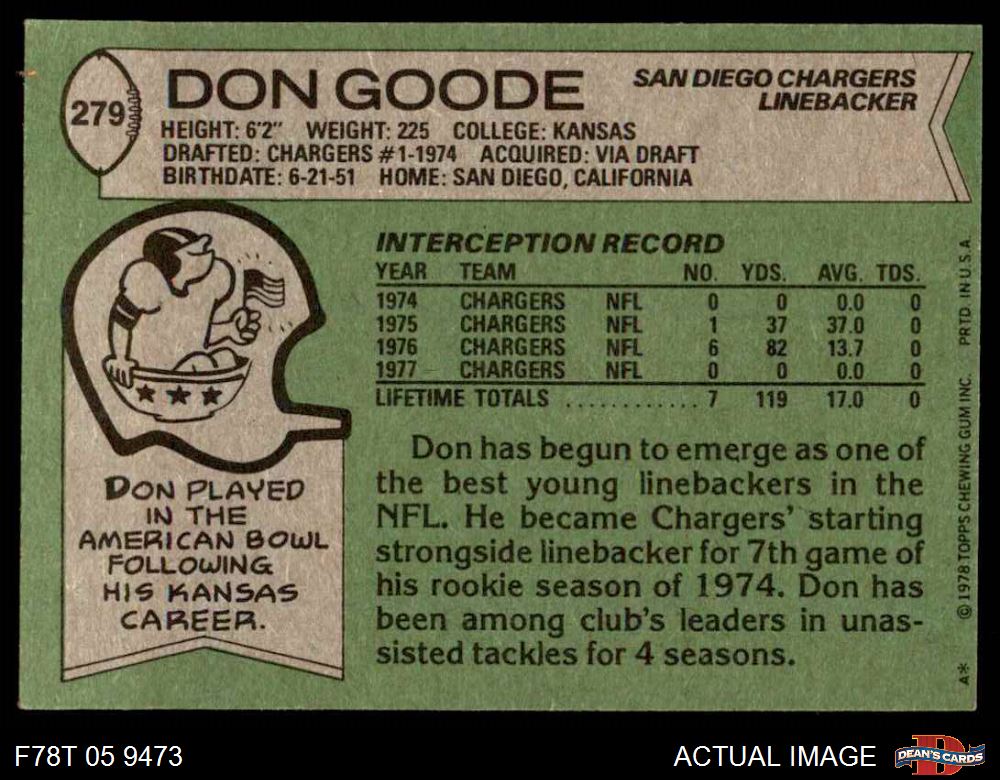 279
DON GOODE
SAN DIEGO CHARGERS
LINEBACKER
HEIGHT: 6'2" WEIGHT: 225 COLLEGE: KANSAS
DRAFTED: CHARGERS #1-1974 ACQUIRED: VIA DRAFT
BIRTHDATE: 6-21-51 HOME: SAN DIEGO, CALIFORNIA
INTERCEPTION RECORD
YEAR TEAM NO. YDS. AVG. TDS.
1974 CHARGERS NFL 0 0 0.0 0
1975 CHARGERS NFL 1 37 37.0 0
1976 CHARGERS NFL 6 82 13.7 0
1977 CHARGERS NFL 0 0 0.0 0
LIFETIME TOTALS ............ 7 119 17.0 0
DON PLAYED
IN THE
AMERICAN BOWL
FOLLOWING
HIS KANSAS
CAREER.
Don has begun to emerge as one of
the best young linebackers in the
NFL. He became Chargers' starting
strongside linebacker for 7th game of
his rookie season of 1974. Don has
been among club's leaders in unas-
sisted tackles for 4 seasons.
A* © 1978 TOPPS CHEWING GUM INC. PRTD. IN U.S.A.
F78T 05 9473
ACTUAL IMAGE
D
DEAN'S CARDS